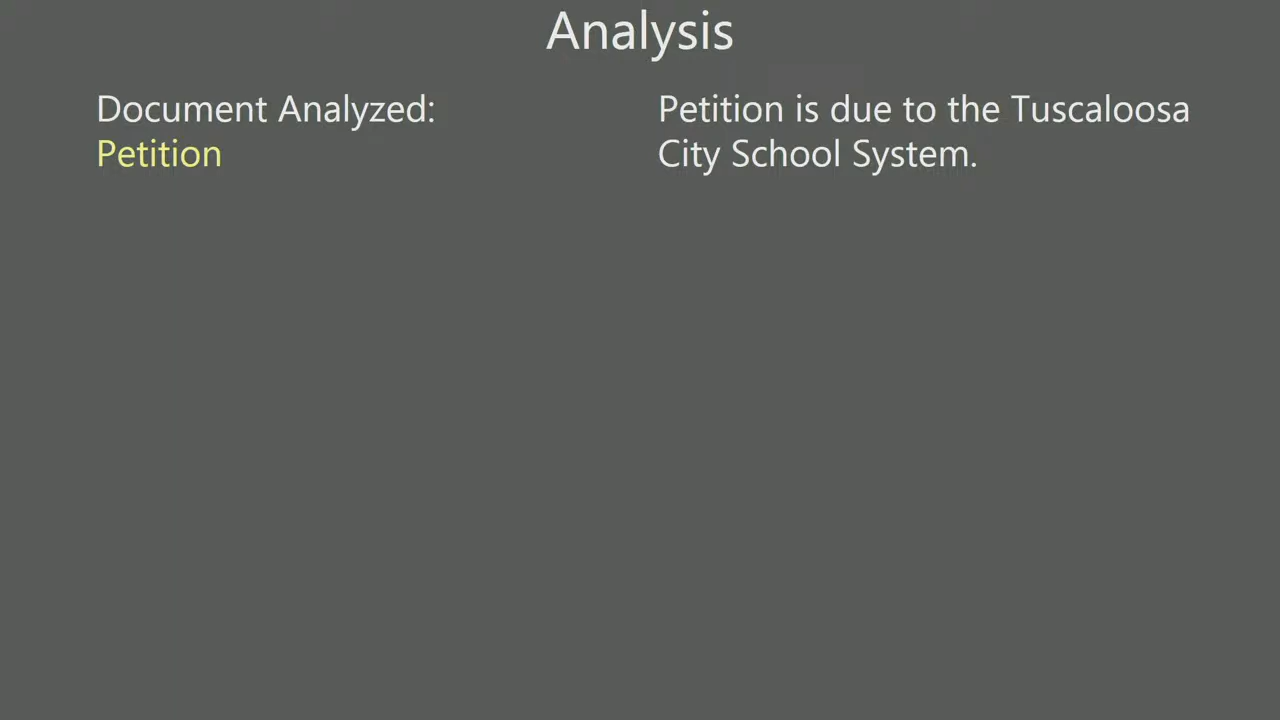 Analysis
Document Analyzed:
Petition
Petition is due to the Tuscaloosa
City School System.